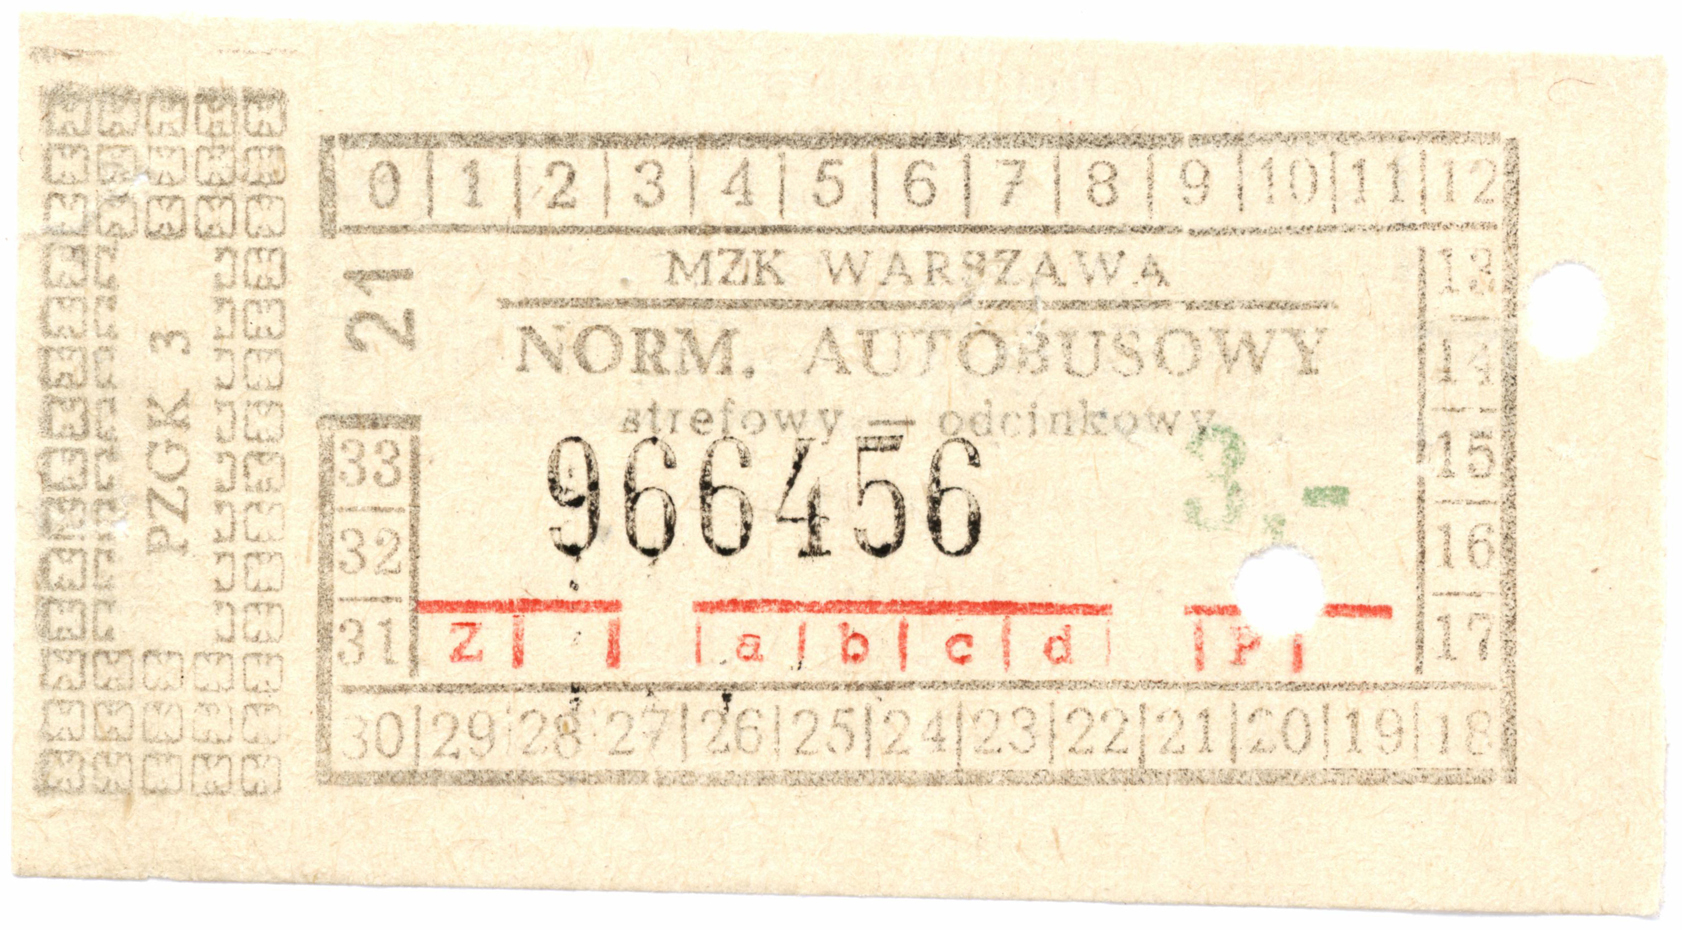 0 1 2 3 4 5 6 7 8 9 10 11 12
21
MZK WARSZAWA
13
NORM. AUTOBUSOWY
14
PZGK 3
strefowy — odcinkowy
3,-
33
966456
15
32
16
31
Z a b c d P
17
30 29 28 27 26 25 24 23 22 21 20 19 18